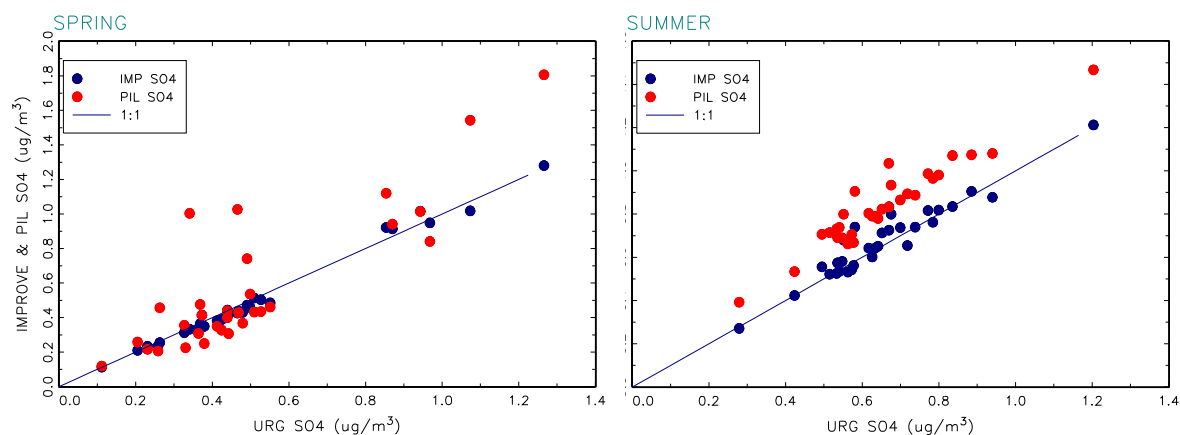 SPRING
IMPROVE & PIL SO4 (ug/m³)
2.0
1.8
1.6
1.4
1.2
1.0
0.8
0.6
0.4
0.2
0.0
IMP SO4
PIL SO4
1:1
0.0 0.2 0.4 0.6 0.8 1.0 1.2 1.4
URG SO4 (ug/m³)
SUMMER
IMP SO4
PIL SO4
1:1
0.0 0.2 0.4 0.6 0.8 1.0 1.2 1.4
URG SO4 (ug/m³)